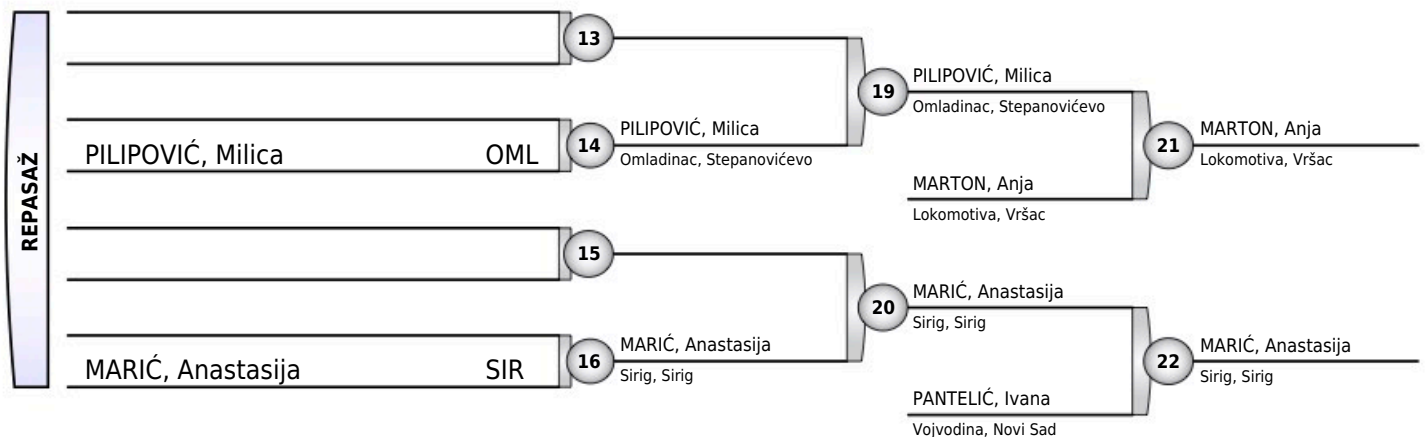 REPASAŽ
13
PILIPOVIĆ, Milica OML
14
PILIPOVIĆ, Milica
Omladinac, Stepanovićevo
19
PILIPOVIĆ, Milica
Omladinac, Stepanovićevo
MARTON, Anja
Lokomotiva, Vršac
21
MARTON, Anja
Lokomotiva, Vršac
15
MARIĆ, Anastasija SIR
16
MARIĆ, Anastasija
Sirig, Sirig
20
MARIĆ, Anastasija
Sirig, Sirig
PANTELIĆ, Ivana
Vojvodina, Novi Sad
22
MARIĆ, Anastasija
Sirig, Sirig